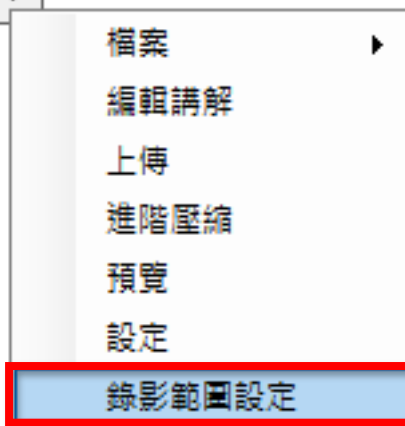 檔案
編輯講解
上傳
進階壓縮
預覽
設定
錄影範圍設定